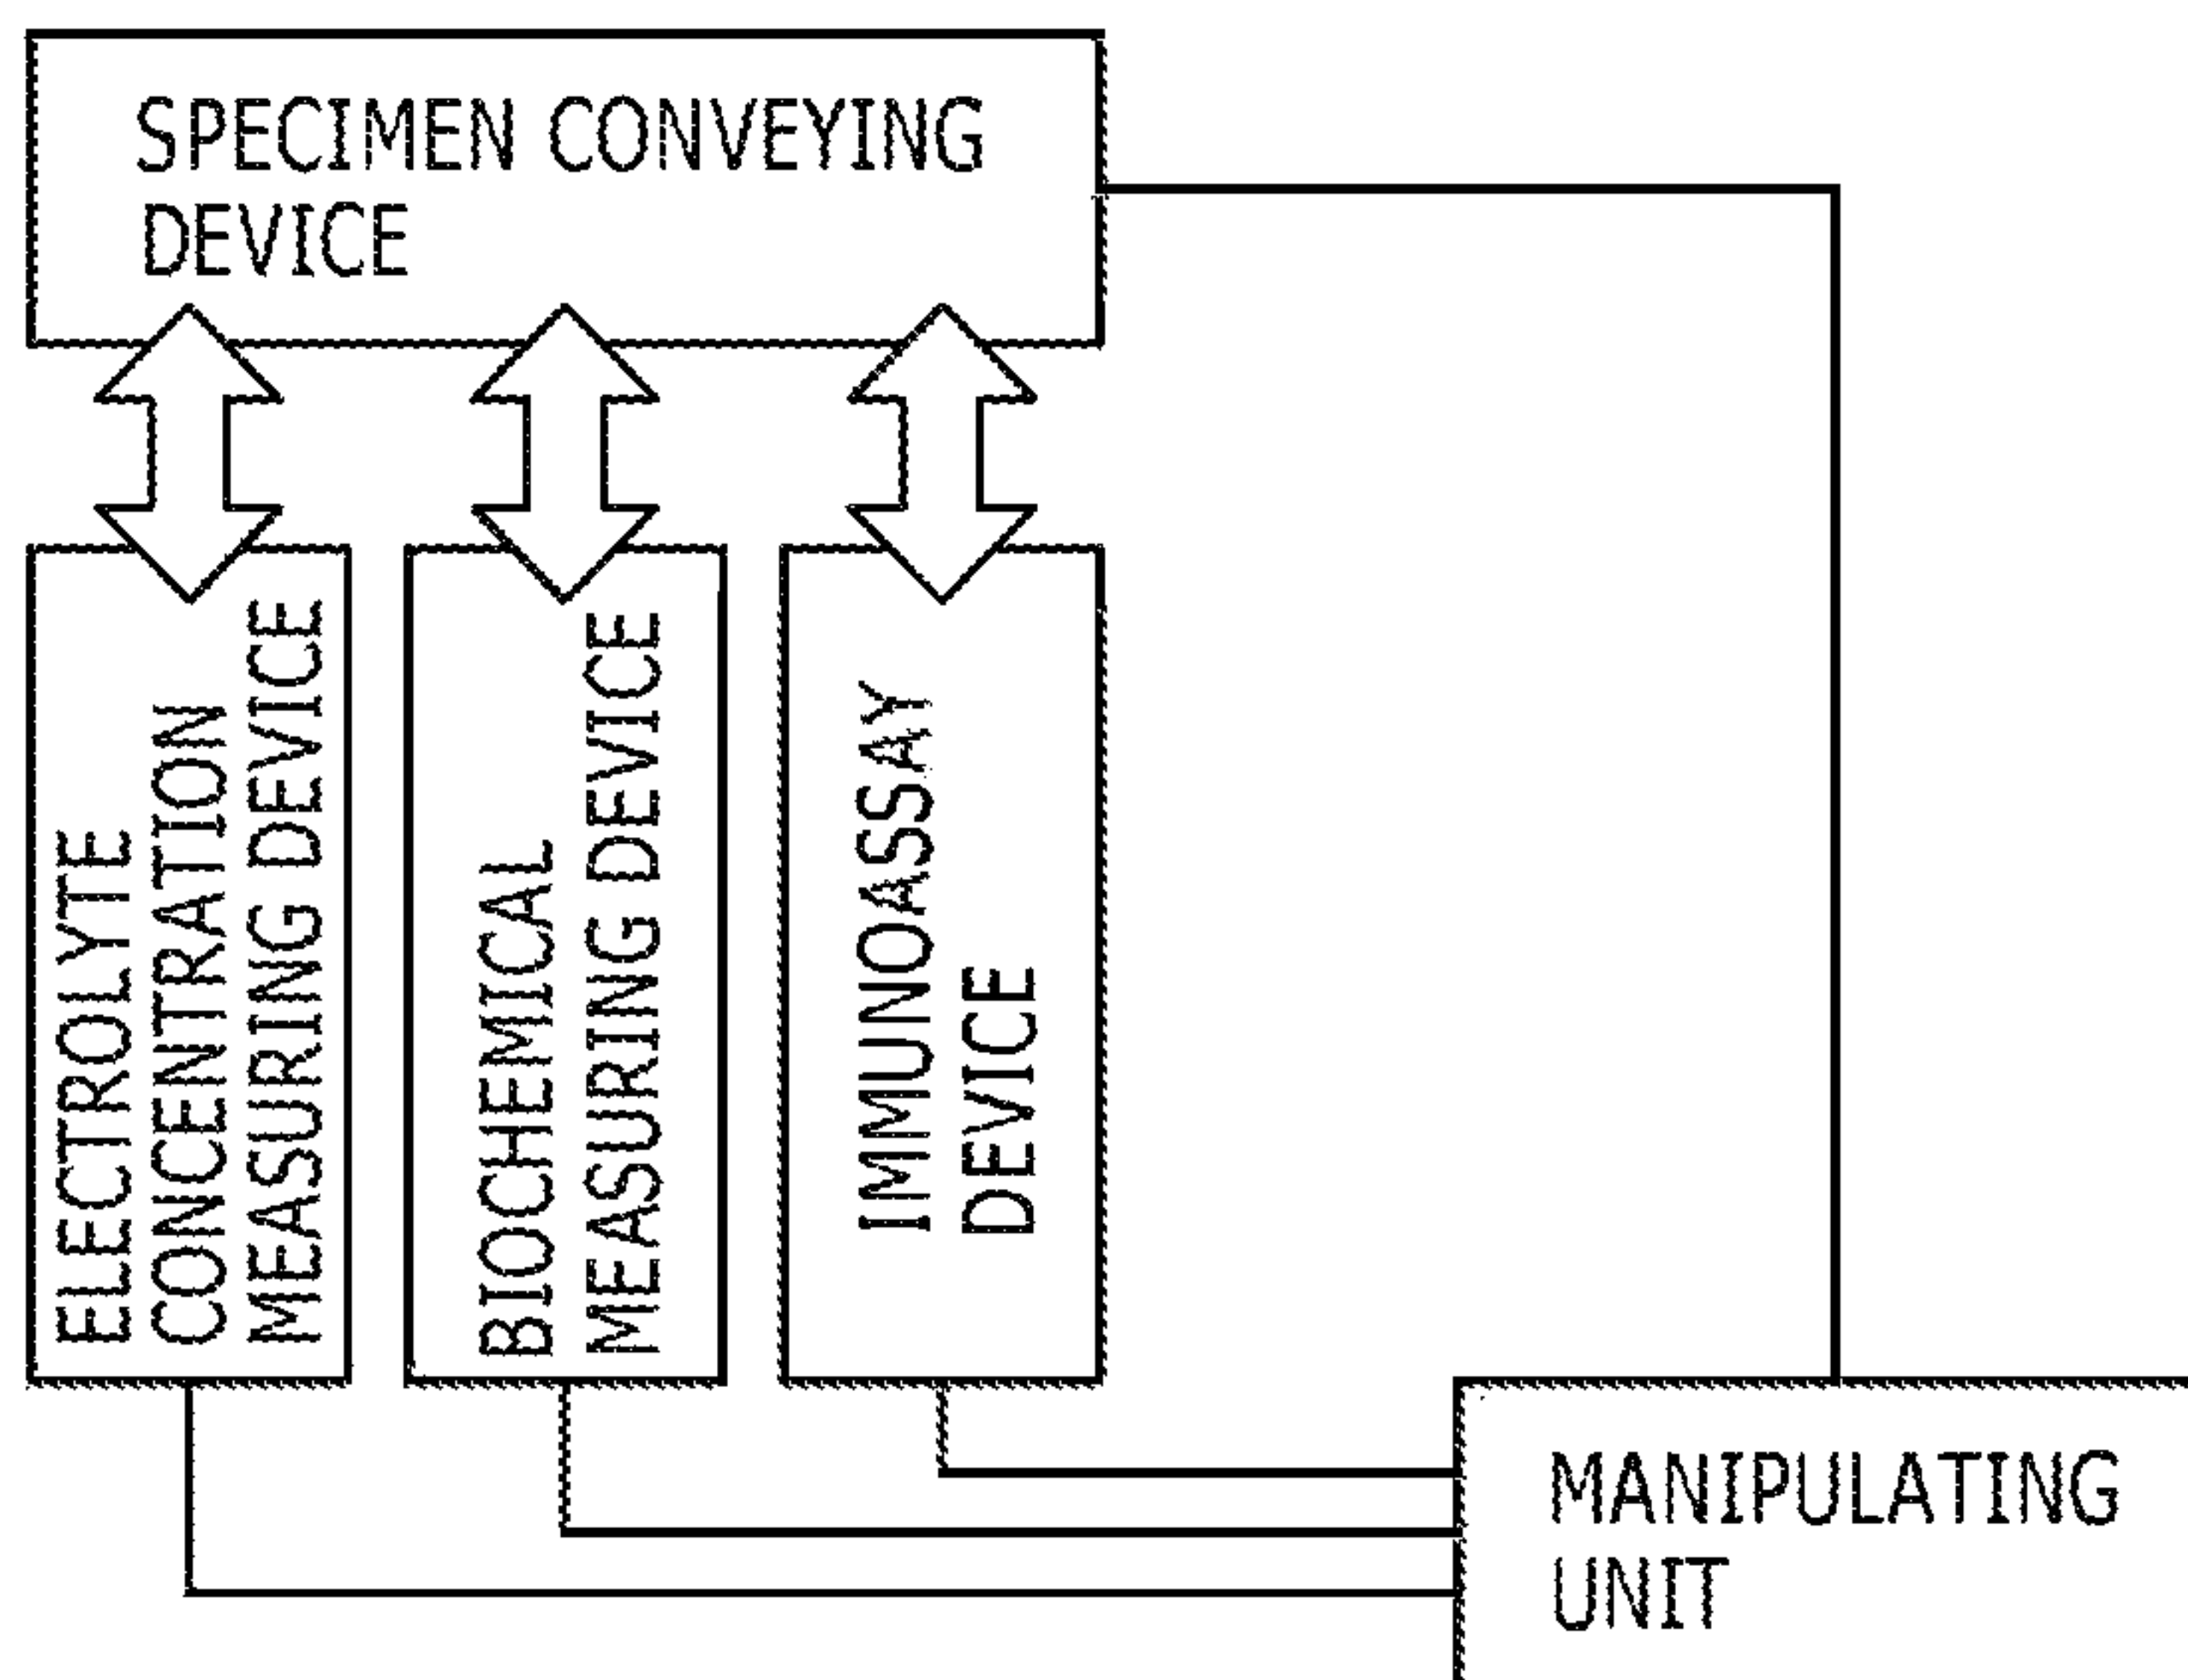 SPECIMEN CONVEYING
DEVICE
ELECTROLYTE
CONCENTRATION
MEASURING DEVICE
BIOCHEMICAL
MEASURING DEVICE
IMMUNOASSAY
DEVICE
MANIPULATING
UNIT